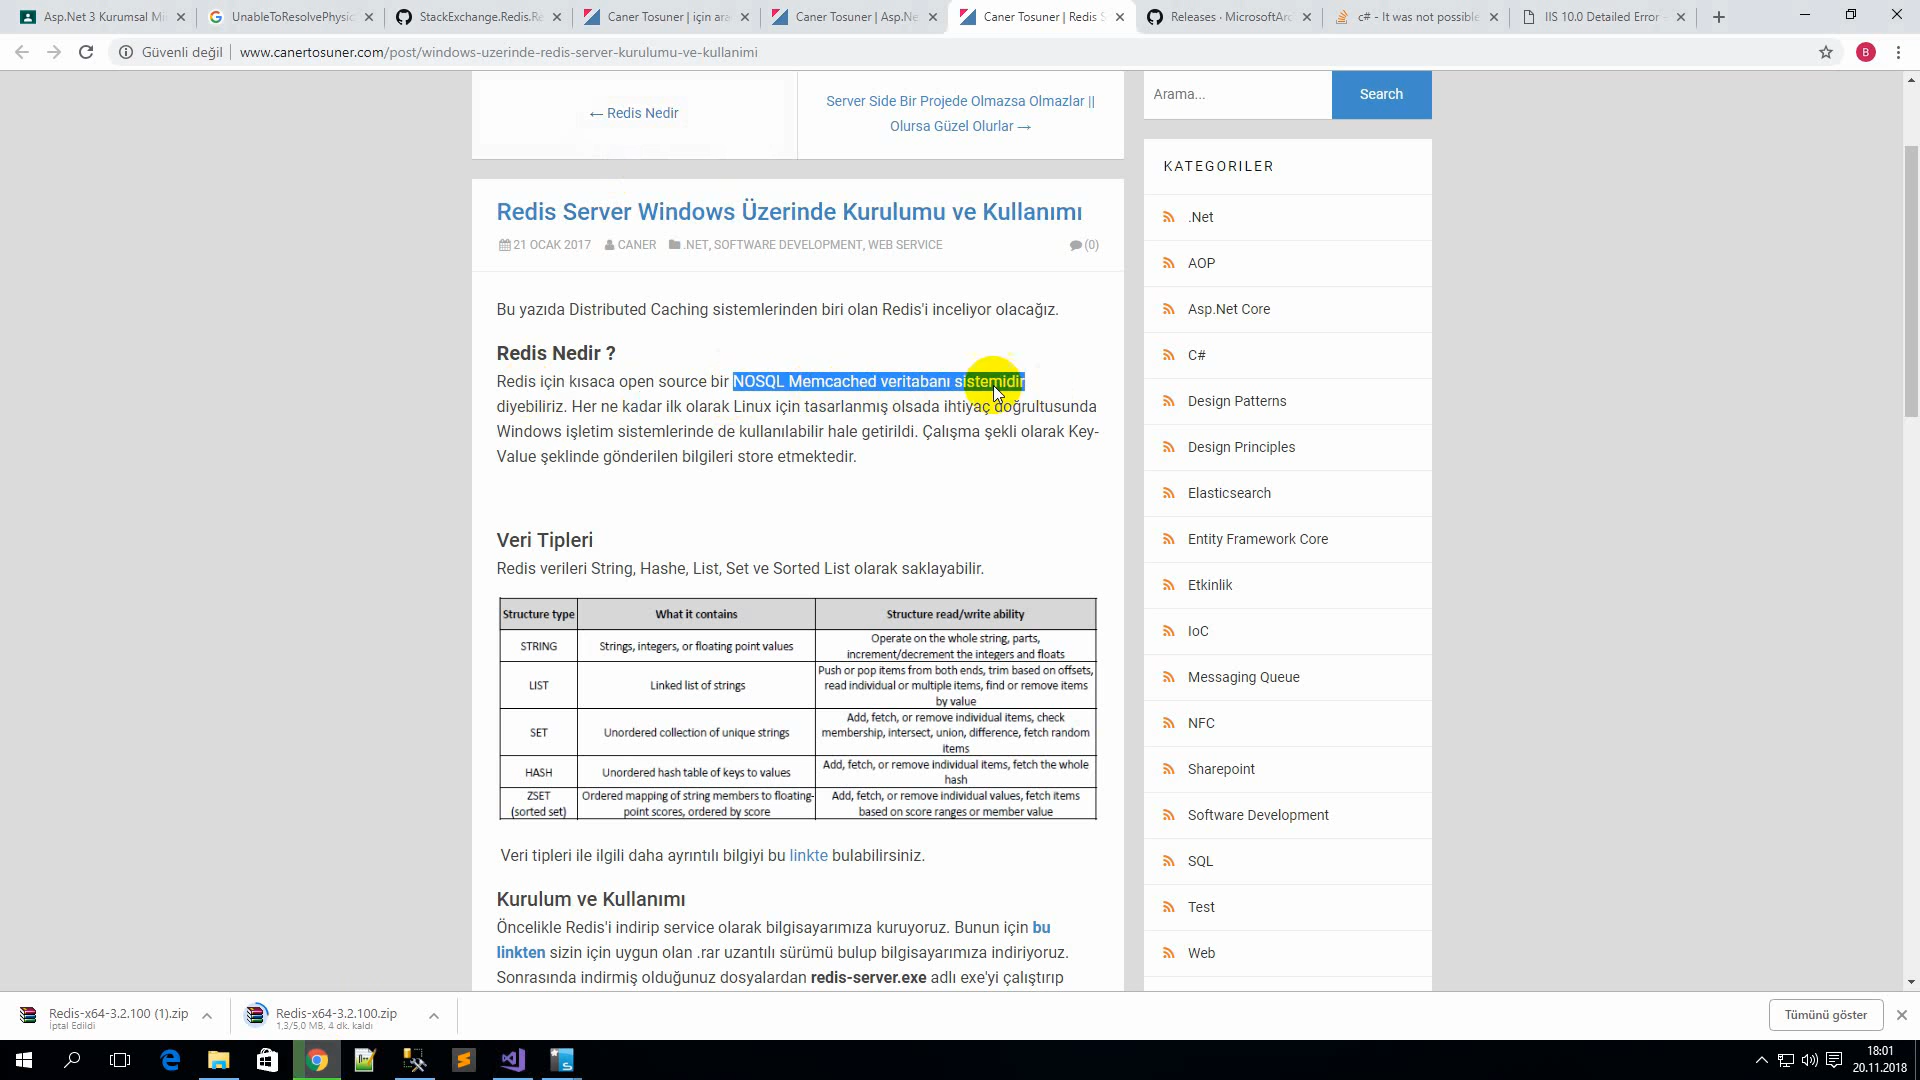 Asp.Net 3 Kurumsal Mi
UnableToResolvePhysic
StackExchange.Redis.Re
Caner Tosuner | için ara
Caner Tosuner | Asp.Ne
Caner Tosuner | Redis S
Releases · MicrosoftArc
c# - It was not possible
IIS 10.0 Detailed Error -
Güvenli değil
www.canertosuner.com/post/windows-uzerinde-redis-server-kurulumu-ve-kullanimi
B
← Redis Nedir
Server Side Bir Projede Olmazsa Olmazlar ||
Olursa Güzel Olurlar →
Arama...
Search
Redis Server Windows Üzerinde Kurulumu ve Kullanımı
21 OCAK 2017 CANER .NET, SOFTWARE DEVELOPMENT, WEB SERVICE (0)
Bu yazıda Distributed Caching sistemlerinden biri olan Redis'i inceliyor olacağız.
Redis Nedir ?
Redis için kısaca open source bir NOSQL Memcached veritabanı sistemidir
diyebiliriz. Her ne kadar ilk olarak Linux için tasarlanmış olsada ihtiyaç doğrultusunda
Windows işletim sistemlerinde de kullanılabilir hale getirildi. Çalışma şekli olarak Key-
Value şeklinde gönderilen bilgileri store etmektedir.
Veri Tipleri
Redis verileri String, Hashe, List, Set ve Sorted List olarak saklayabilir.
Structure type What it contains Structure read/write ability
STRING
Strings, integers, or floating point values
Operate on the whole string, parts,
increment/decrement the integers and floats
LIST
Linked list of strings
Push or pop items from both ends, trim based on offsets,
read individual or multiple items, find or remove items
by value
SET
Unordered collection of unique strings
Add, fetch, or remove individual items, check
membership, intersect, union, difference, fetch random
items
HASH
Unordered hash table of keys to values
Add, fetch, or remove individual items, fetch the whole
hash
ZSET
(sorted set)
Ordered mapping of string members to floating-
point scores, ordered by score
Add, fetch, or remove individual values, fetch items
based on score ranges or member value
Veri tipleri ile ilgili daha ayrıntılı bilgiyi bu linkte bulabilirsiniz.
Kurulum ve Kullanımı
Öncelikle Redis'i indirip service olarak bilgisayarımıza kuruyoruz. Bunun için bu
linkten sizin için uygun olan .rar uzantılı sürümü bulup bilgisayarımıza indiriyoruz.
Sonrasında indirmiş olduğunuz dosyalardan redis-server.exe adlı exe'yi çalıştırıp
KATEGORILER
.Net
AOP
Asp.Net Core
C#
Design Patterns
Design Principles
Elasticsearch
Entity Framework Core
Etkinlik
IoC
Messaging Queue
NFC
Sharepoint
Software Development
SQL
Test
Web
Redis-x64-3.2.100 (1).zip
İptal Edildi
Redis-x64-3.2.100.zip
1,3/5,0 MB, 4 dk. kaldı
Tümünü göster
18:01
20.11.2018